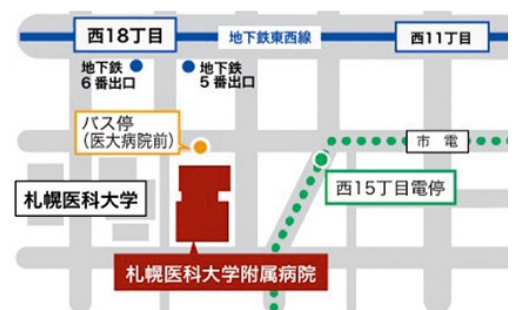 西18丁目
地下鉄東西線
西11丁目
地下鉄
6番出口
地下鉄
5番出口
バス停
(医大病院前)
市 電
札幌医科大学
西15丁目電停
札幌医科大学附属病院